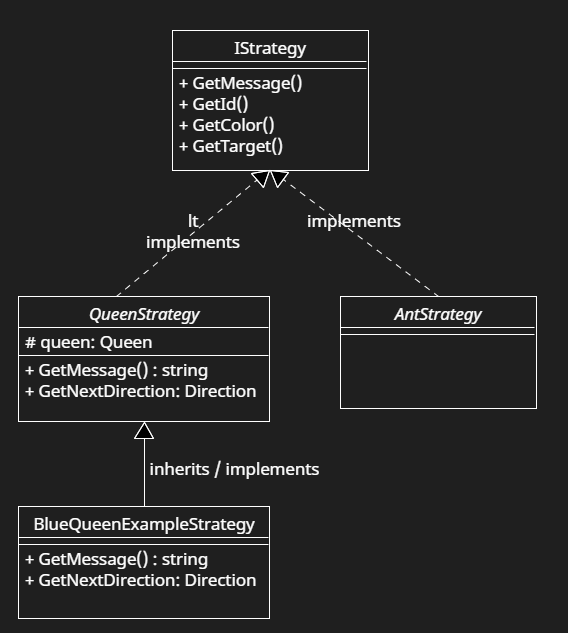 IStrategy
+ GetMessage()
+ GetId()
+ GetColor()
+ GetTarget()
lt
implements
implements
QueenStrategy
# queen: Queen
+ GetMessage() : string
+ GetNextDirection: Direction
AntStrategy
inherits / implements
BlueQueenExampleStrategy
+ GetMessage() : string
+ GetNextDirection: Direction